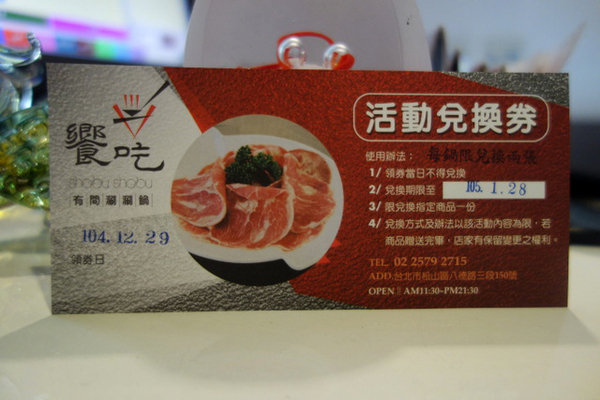 饗吃
shabu shabu
有間涮涮鍋
104.12.29
領券日
活動兌換券
使用辦法：每鍋限兌換兩張
1/ 領券當日不得兌換
2/ 兌換期限至 105.1.28
3/ 限兌換指定商品一份
4/ 兌換方式及辦法以該活動內容為限，若
商品贈送完畢，店家有保留變更之權利。
TEL. 02 2579 2715
ADD.台北市松山區八德路三段150號
OPEN AM11:30~PM21:30